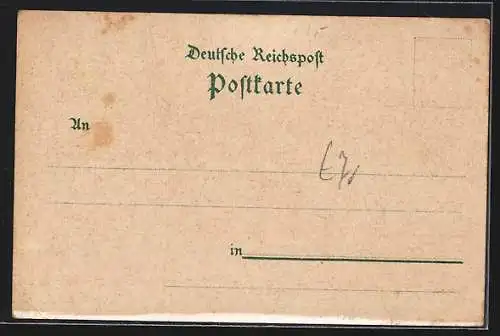 Deutsche Reichspost
Postkarte
An
in